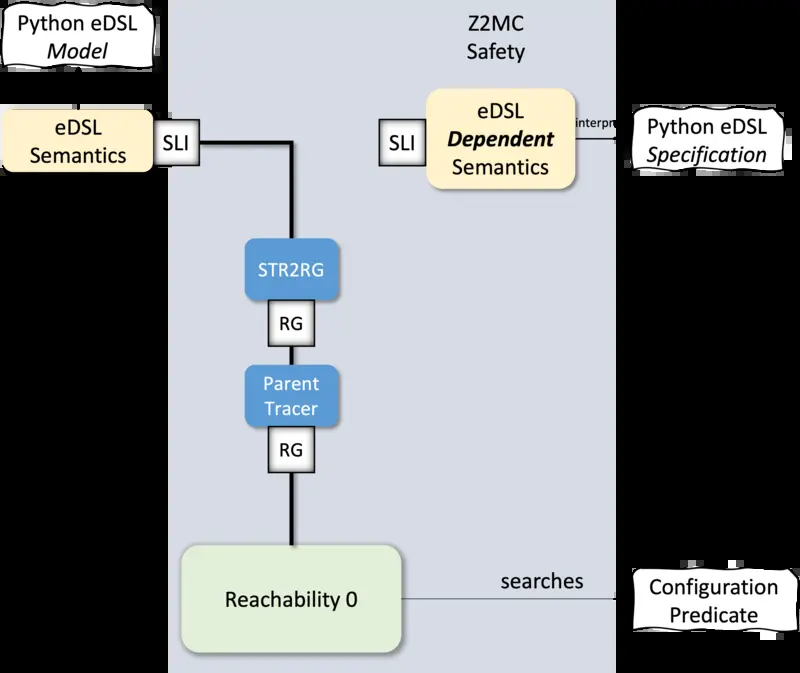 Python eDSL
Model
Z2MC
Safety
eDSL
Semantics
SLI
SLI
eDSL
Dependent
Semantics
Python eDSL
Specification
STR2RG
RG
Parent
Tracer
RG
Reachability 0
searches
Configuration
Predicate